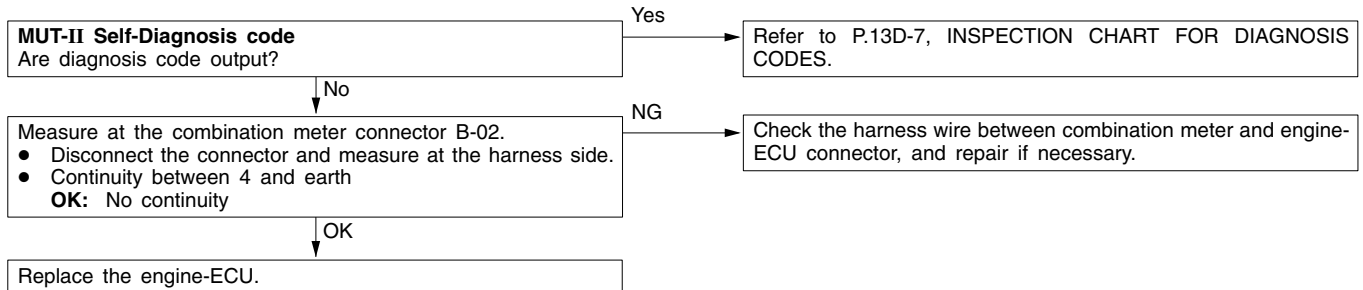 MUT-II Self-Diagnosis code
Are diagnosis code output?
Yes
Refer to P.13D-7, INSPECTION CHART FOR DIAGNOSIS
CODES.
No
Measure at the combination meter connector B-02.
● Disconnect the connector and measure at the harness side.
● Continuity between 4 and earth
OK: No continuity
NG
Check the harness wire between combination meter and engine-
ECU connector, and repair if necessary.
OK
Replace the engine-ECU.